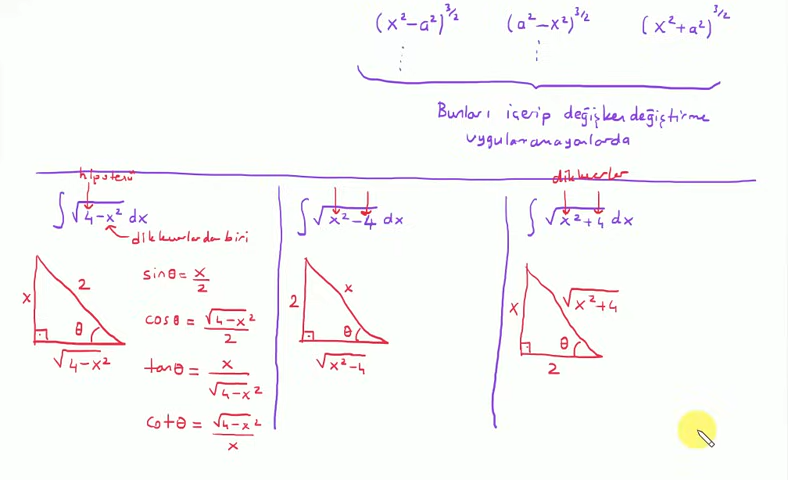 (x²-a²)^3/2 (a²-x²)^3/2 (x²+a²)^3/2
Bunları içerip değişken değiştirme
uygulanamayanlarda
hipotenüs
dikkenarlar
∫√4-x² dx
dikkenarlardan biri
∫√x²-4 dx
∫√x²+4 dx
x 2 θ √4-x²
sinθ = x/2
cosθ = √4-x²/2
tanθ = x/√4-x²
cotθ = √4-x²/x
2 x θ √x²-4
x √x²+4 θ 2